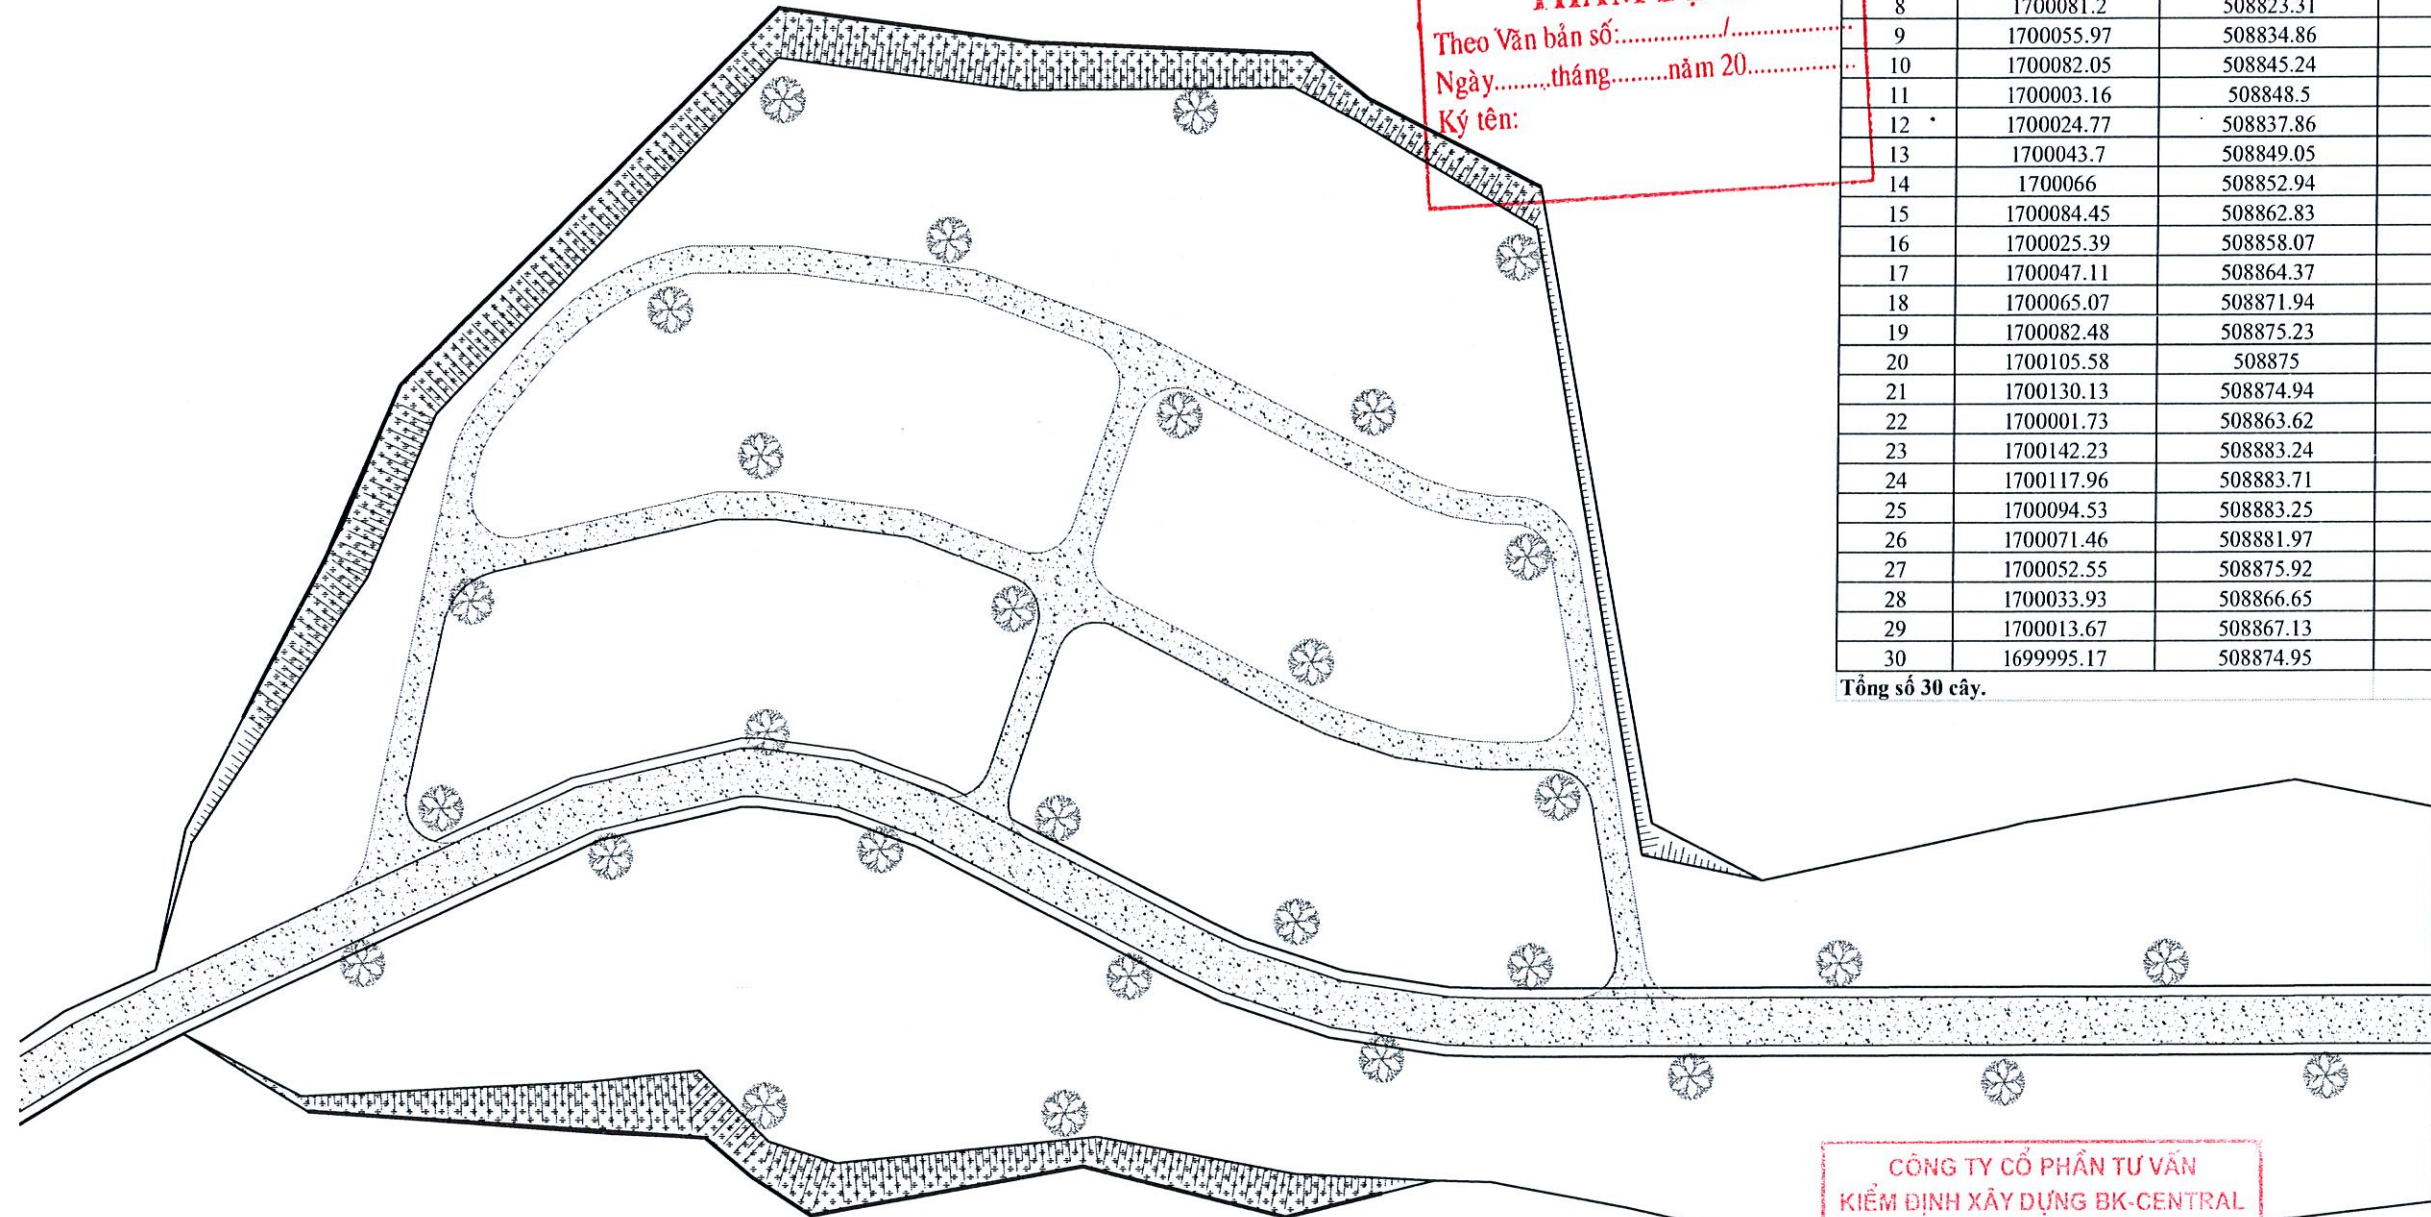 Theo Văn bản số:.............../..................
Ngày.........tháng.........năm 20................
Ký tên:
8 1700081.2 508823.31
9 1700055.97 508834.86
10 1700082.05 508845.24
11 1700003.16 508848.5
12 1700024.77 508837.86
13 1700043.7 508849.05
14 1700066 508852.94
15 1700084.45 508862.83
16 1700025.39 508858.07
17 1700047.11 508864.37
18 1700065.07 508871.94
19 1700082.48 508875.23
20 1700105.58 508875
21 1700130.13 508874.94
22 1700001.73 508863.62
23 1700142.23 508883.24
24 1700117.96 508883.71
25 1700094.53 508883.25
26 1700071.46 508881.97
27 1700052.55 508875.92
28 1700033.93 508866.65
29 1700013.67 508867.13
30 1699995.17 508874.95
Tổng số 30 cây.
CÔNG TY CỔ PHẦN TƯ VẤN
KIỂM ĐỊNH XÂY DỰNG BK-CENTRAL